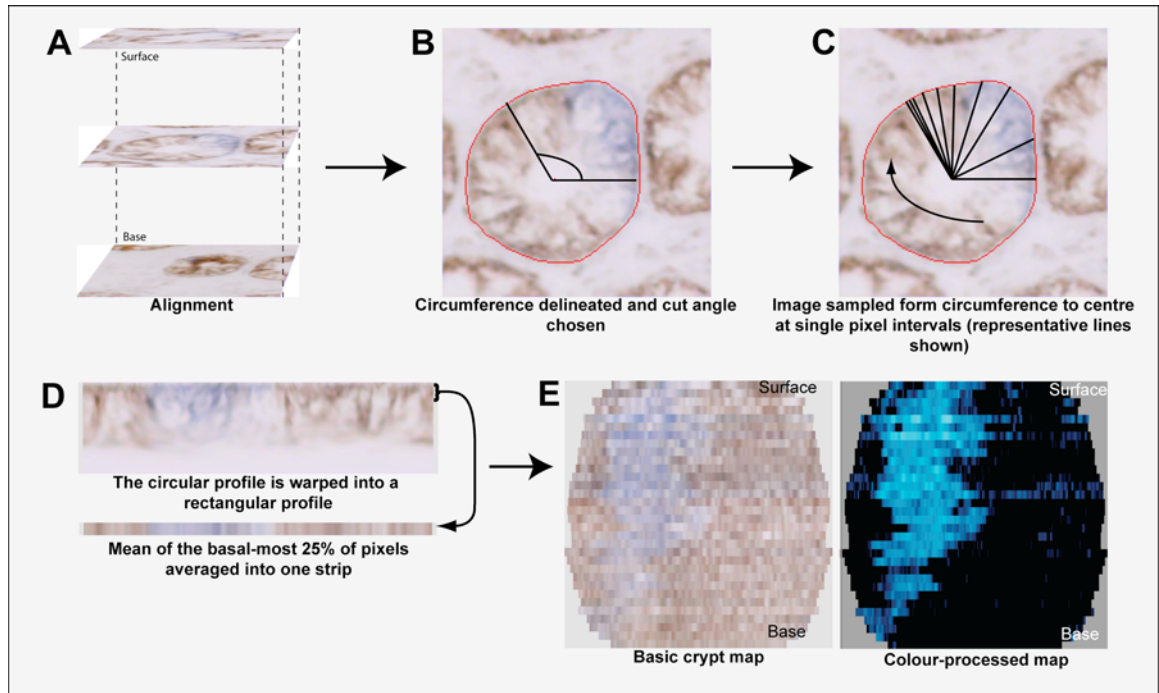 A
Surface
Base
Alignment
B
Circumference delineated and cut angle
chosen
C
Image sampled form circumference to centre
at single pixel intervals (representative lines
shown)
D
The circular profile is warped into a
rectangular profile
Mean of the basal-most 25% of pixels
averaged into one strip
E
Surface
Base
Basic crypt map
Surface
Base
Colour-processed map